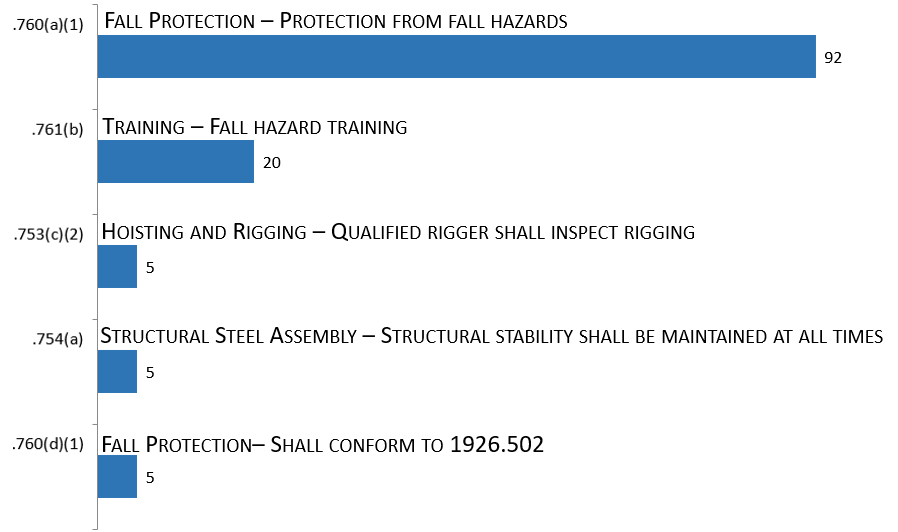 .760(a)(1) Fall Protection – Protection from fall hazards
92
.761(b) Training – Fall hazard training
20
.753(c)(2) Hoisting and Rigging – Qualified rigger shall inspect rigging
5
.754(a) Structural Steel Assembly – Structural stability shall be maintained at all times
5
.760(d)(1) Fall Protection– Shall conform to 1926.502
5